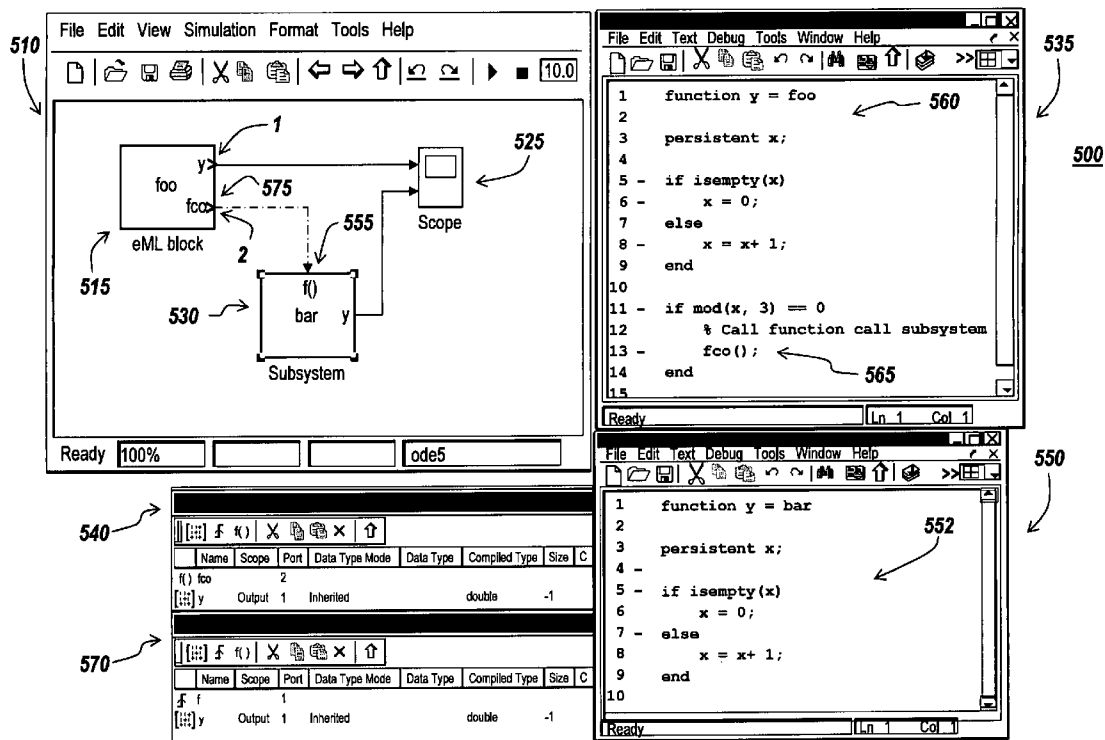 510
File Edit View Simulation Format Tools Help
10.0
1
y
foo
575
fco
555
2
eML block
515
525
Scope
530
f()
bar
y
Subsystem
Ready 100% ode5
535
500
File Edit Text Debug Tools Window Help
>>
1 function y = foo
560
2
3 persistent x;
4
5 - if isempty(x)
6 - x = 0;
7 else
8 - x = x+ 1;
9 end
10
11 - if mod(x, 3) == 0
12 % Call function call subsystem
13 - fco();
565
14 end
15
Ready Ln 1 Col 1
540
f()
Name Scope Port Data Type Mode Data Type Compiled Type Size C
f() fco 2
y Output 1 Inherited double -1
570
f()
Name Scope Port Data Type Mode Data Type Compiled Type Size C
f 1
y Output 1 Inherited double -1
550
File Edit Text Debug Tools Window Help
>>
1 function y = bar
552
2
3 persistent x;
4 -
5 - if isempty(x)
6 x = 0;
7 - else
8 x = x+ 1;
9 end
10
Ready Ln 1 Col 1